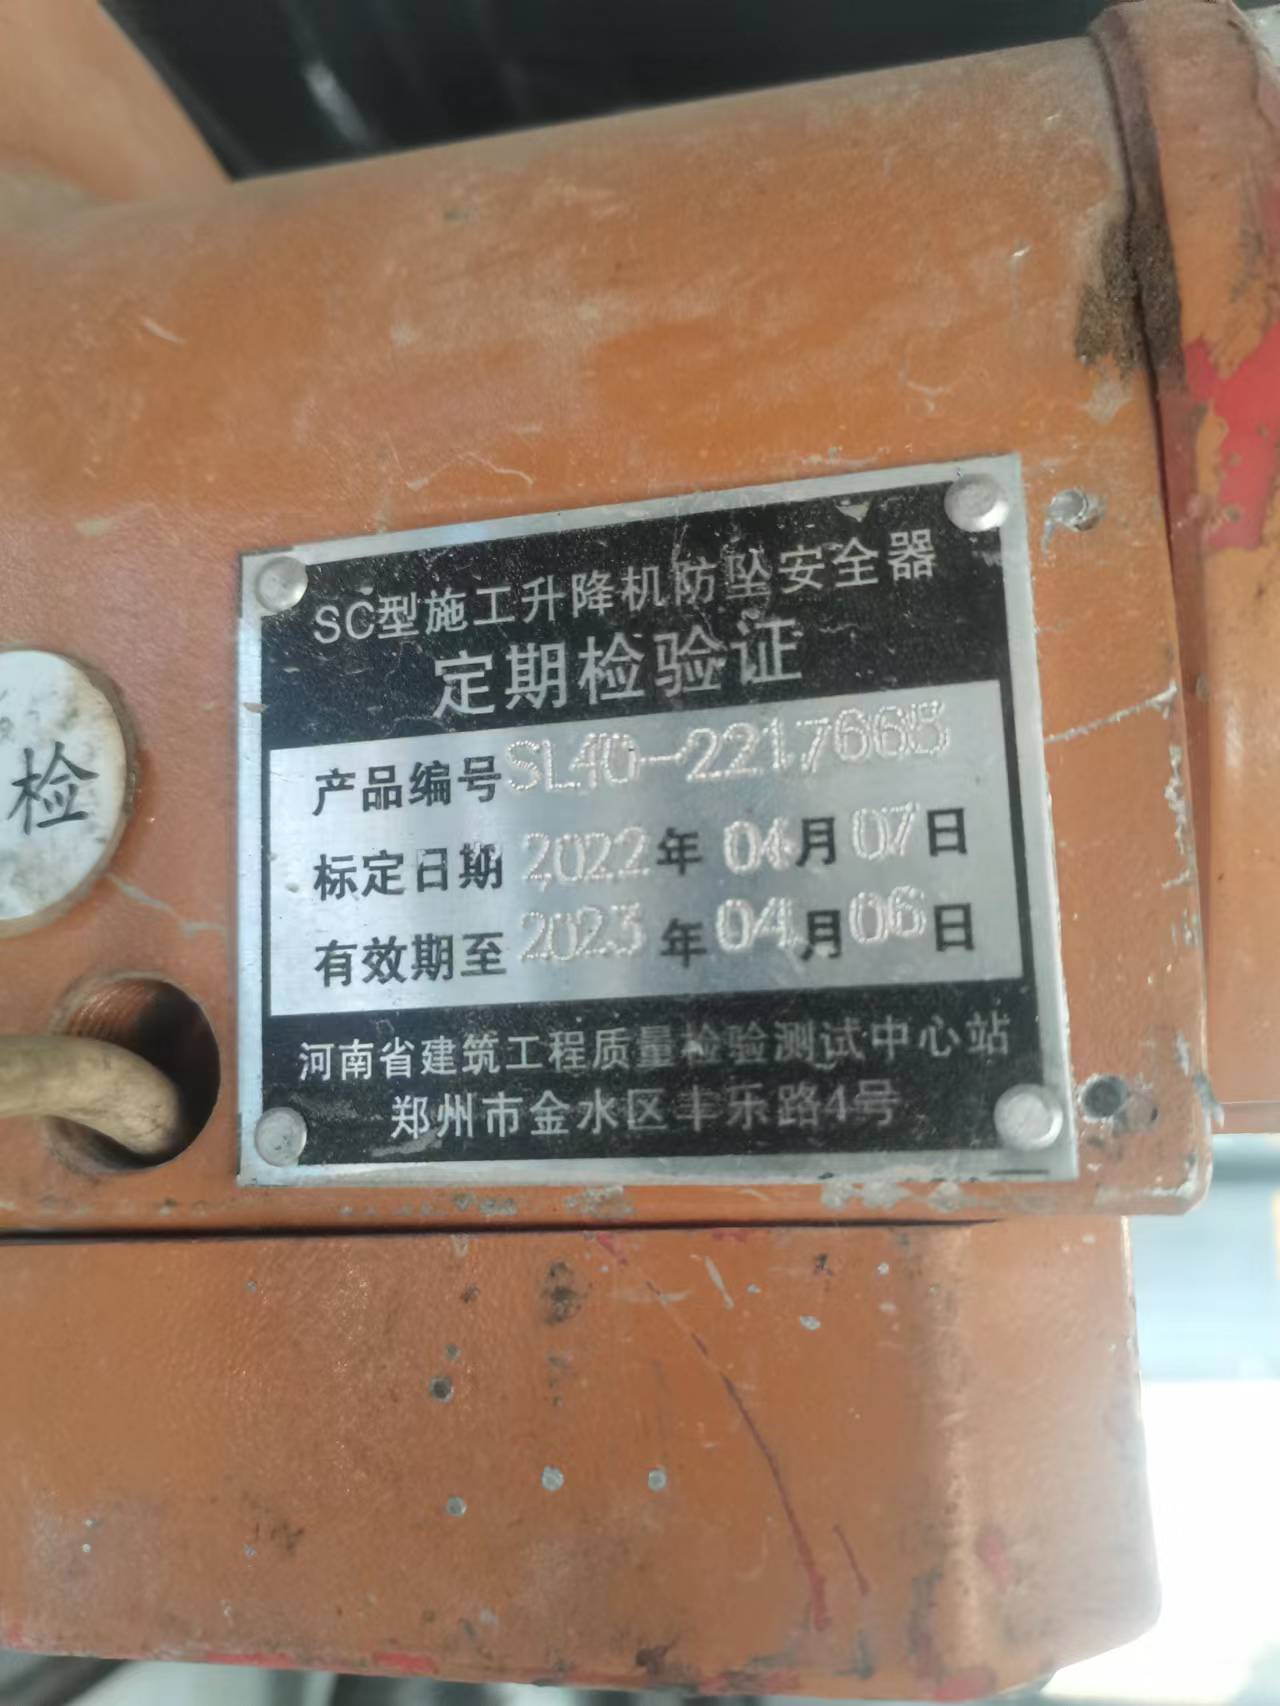 SC型施工升降机防坠安全器
定期检验证
产品编号 SL40-2217665
标定日期 2022年 04月 07日
有效期至 2023年 04月 06日
河南省建筑工程质量检验测试中心站
郑州市金水区丰乐路4号
检